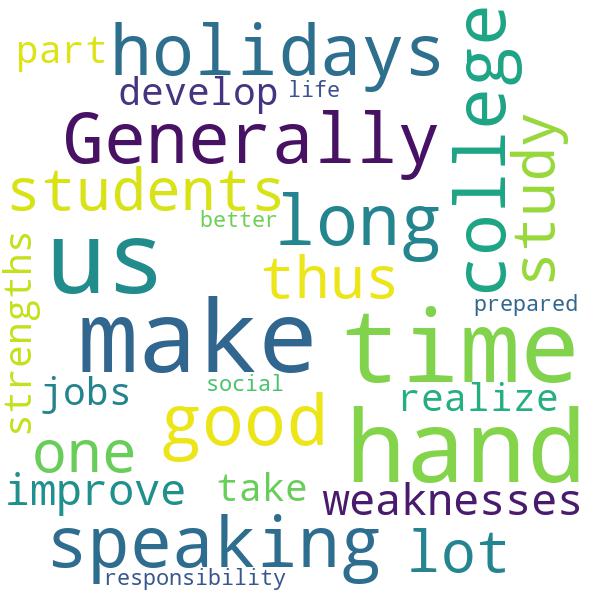 part holidays college
develop life
Generally study
students long
better
us thus strengths
prepared
make time
social
jobs realize
good hand
one
improve take weaknesses
speaking lot
responsibility